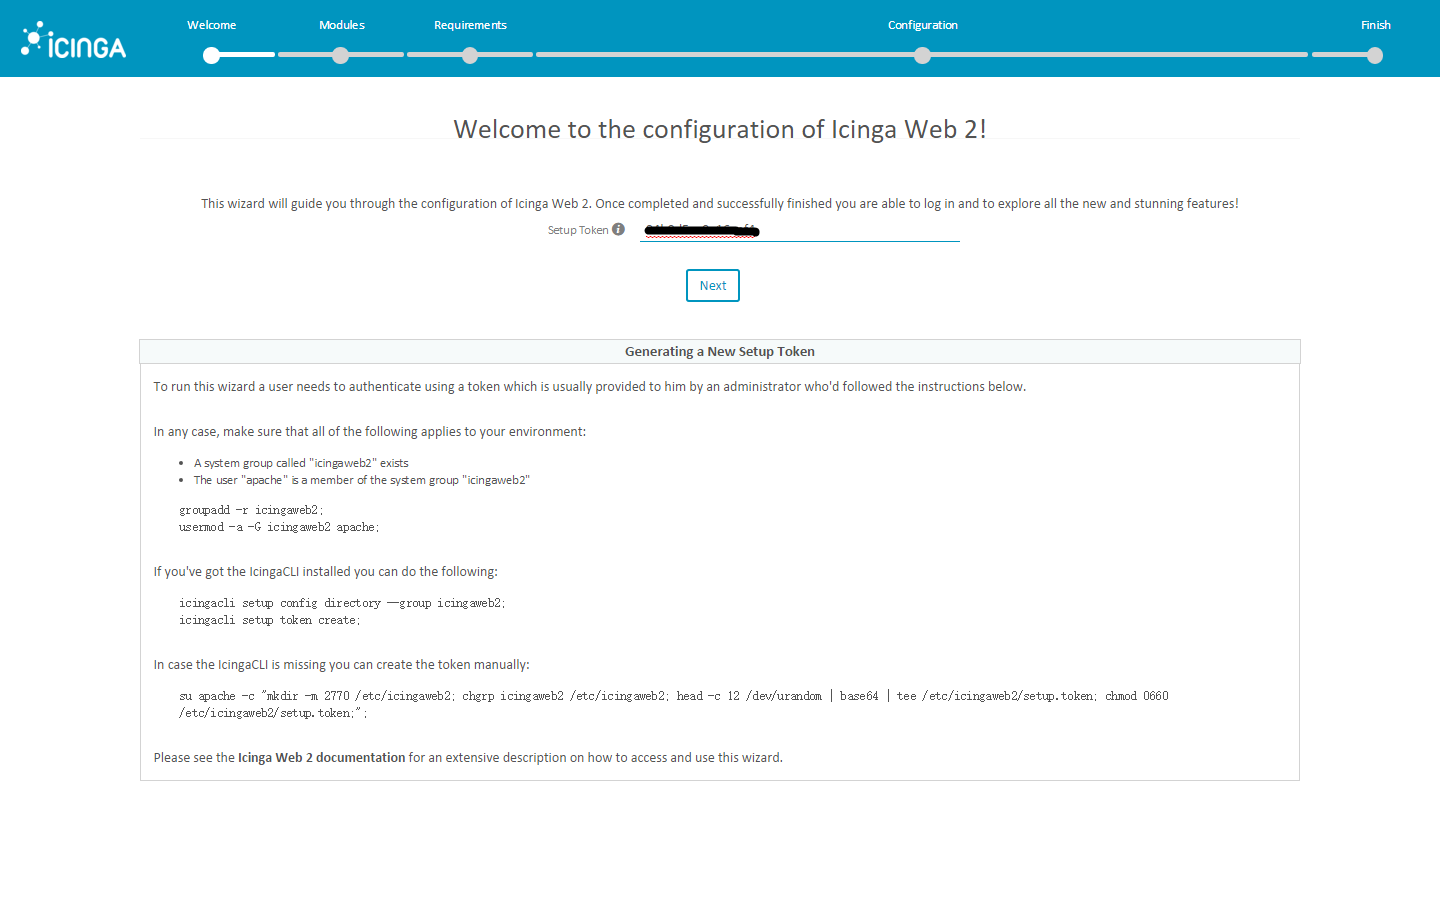 Welcome
Modules
Requirements
Configuration
Finish
ICINGA
Welcome to the configuration of Icinga Web 2!
This wizard will guide you through the configuration of Icinga Web 2. Once completed and successfully finished you are able to log in and to explore all the new and stunning features!
Setup Token
Next
Generating a New Setup Token
To run this wizard a user needs to authenticate using a token which is usually provided to him by an administrator who'd followed the instructions below.
In any case, make sure that all of the following applies to your environment:
• A system group called "icingaweb2" exists
• The user "apache" is a member of the system group "icingaweb2"
groupadd -r icingaweb2;
usermod -a -G icingaweb2 apache;
If you've got the IcingaCLI installed you can do the following:
icingacli setup config directory --group icingaweb2;
icingacli setup token create;
In case the IcingaCLI is missing you can create the token manually:
su apache -c "mkdir -m 2770 /etc/icingaweb2; chgrp icingaweb2 /etc/icingaweb2; head -c 12 /dev/urandom | base64 | tee /etc/icingaweb2/setup.token; chmod 0660
/etc/icingaweb2/setup.token;";
Please see the Icinga Web 2 documentation for an extensive description on how to access and use this wizard.